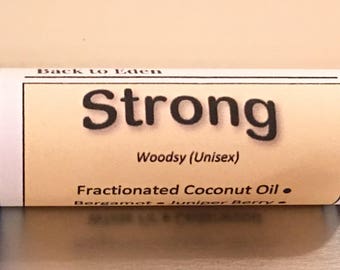 Back to Eden
Strong
Woodsy (Unisex)
Fractionated Coconut Oil •
Bergamot • Juniper Berry •